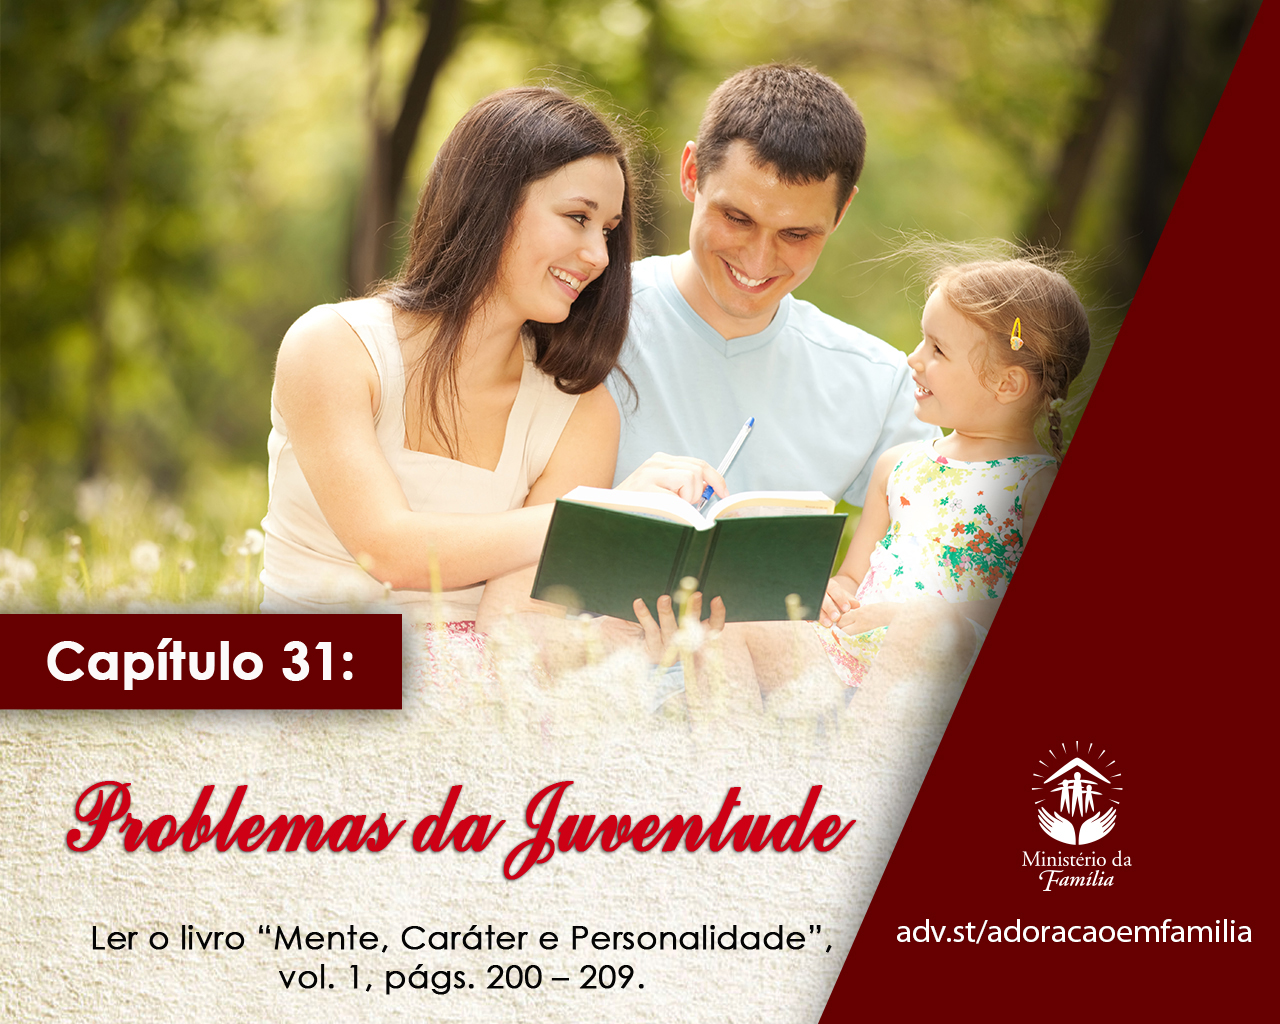 Capítulo 31:
Problemas da Juventude
Ler o livro “Mente, Caráter e Personalidade”,
vol. 1, págs. 200 – 209.
Ministério da
Família
adv.st/adoracaoemfamilia